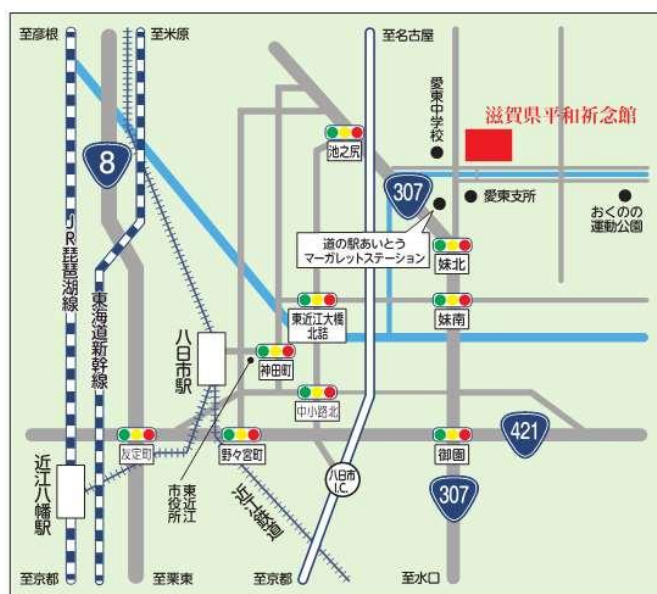 至彦根
至米原
至名古屋
8
愛東
中学校
滋賀県平和祈念館
池之尻
307
愛東支所
おくのの
運動公園
道の駅あいとう
マーガレットステーション
妹北
JR琵琶湖線
東海道新幹線
八日市駅
東近江大橋
北詰
妹南
神田町
中小路北
421
友定町
野々宮町
御園
近江八幡駅
東近江
市役所
近江鉄道
八日市
I.C.
307
至京都
至栗東
至京都
至水口